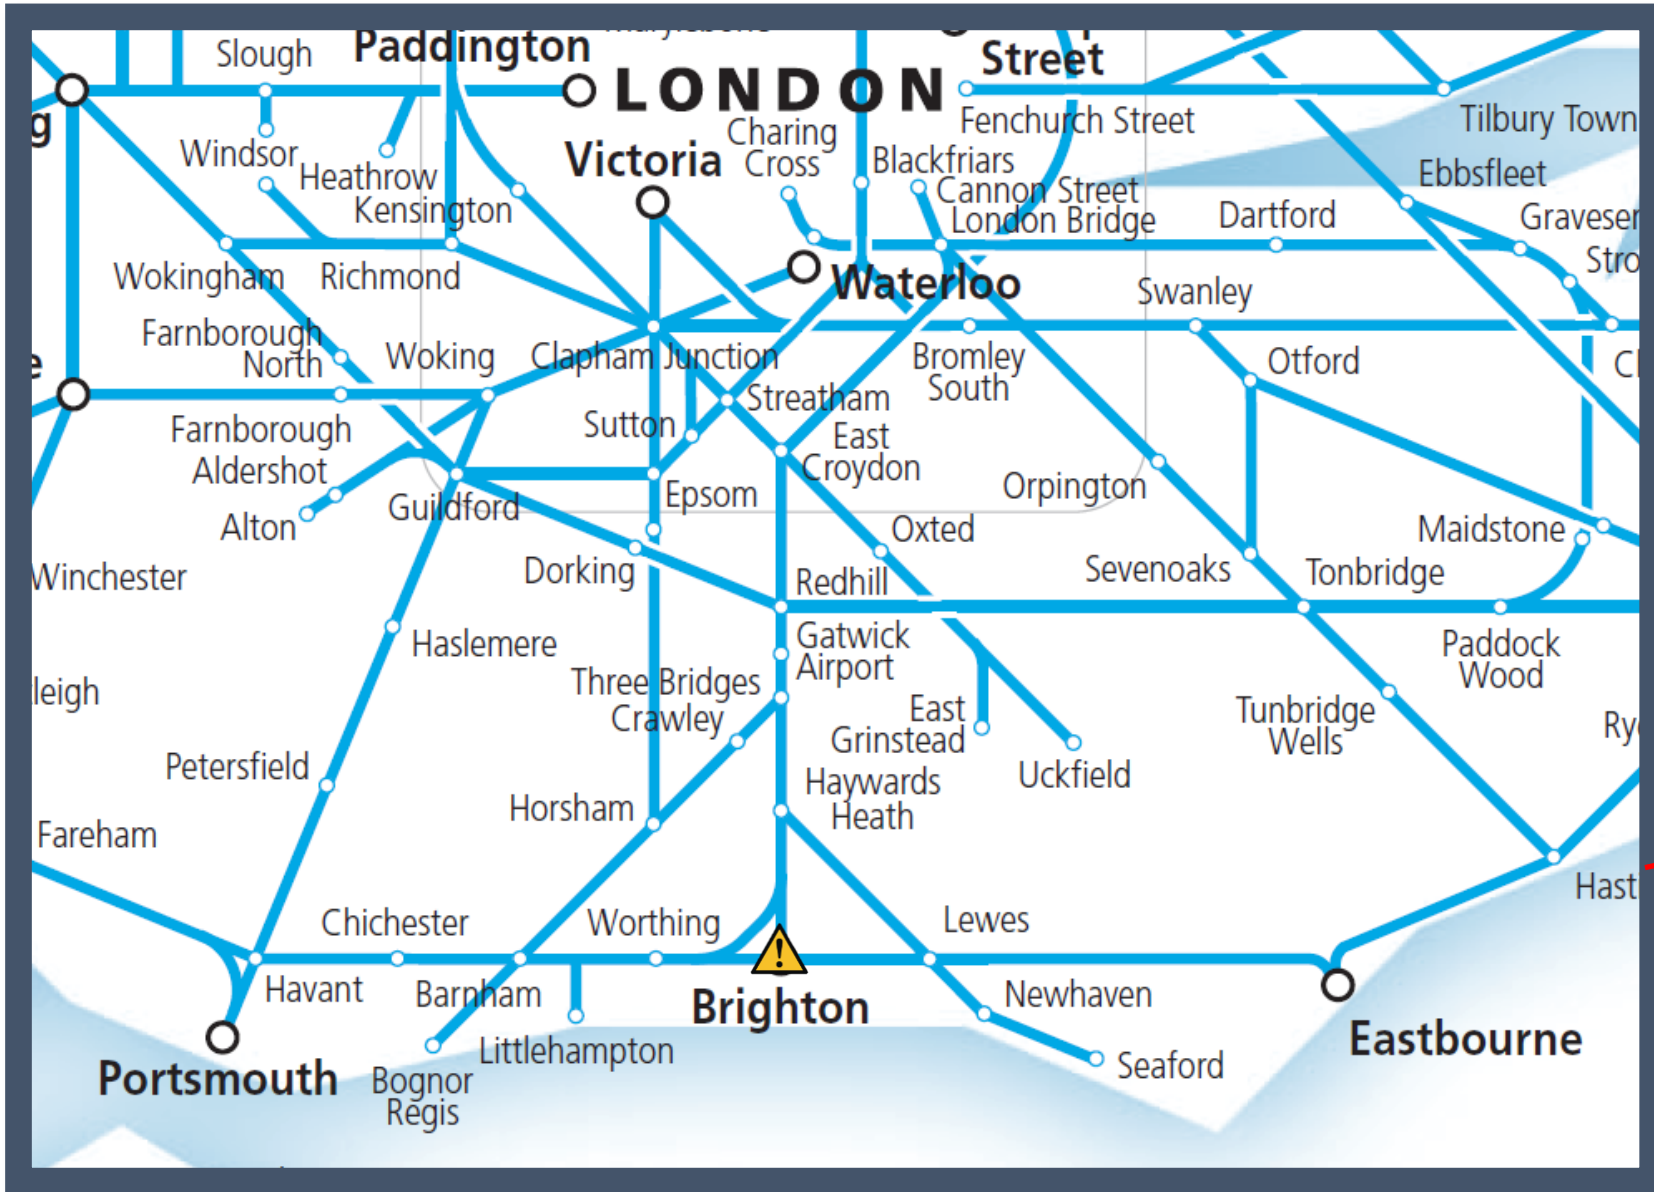 Slough
Paddington
LONDON
Street
Fenchurch Street
Tilbury Town
Windsor
Heathrow
Kensington
Victoria
Charing
Cross
Blackfriars
Cannon Street
London Bridge
Dartford
Ebbsfleet
Wokingham
Richmond
Waterloo
Swanley
Farnborough
North
Woking
Clapham Junction
Bromley
South
Otford
Farnborough
Aldershot
Alton
Guildford
Sutton
Streatham
East
Croydon
Epsom
Orpington
Oxted
Maidstone
Winchester
Dorking
Redhill
Sevenoaks
Tonbridge
Haslemere
Gatwick
Airport
Paddock
Wood
Three Bridges
Crawley
East
Grinstead
Uckfield
Tunbridge
Wells
Petersfield
Horsham
Haywards
Heath
Fareham
Chichester
Worthing
Lewes
Havant
Barnham
Brighton
Newhaven
Portsmouth
Bognor
Regis
Littlehampton
Seaford
Eastbourne